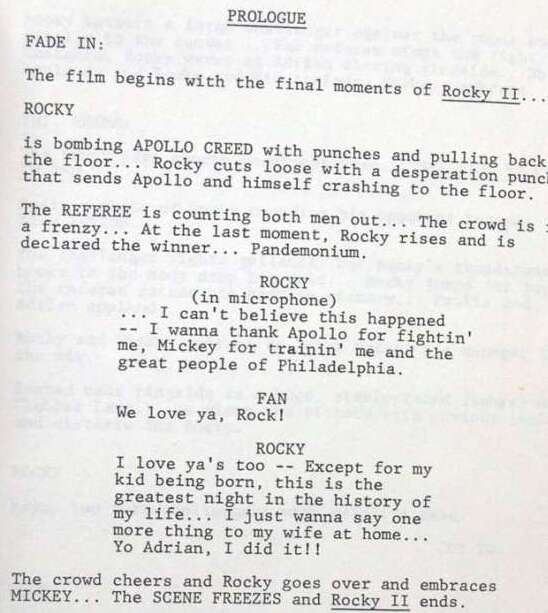 PROLOGUE
FADE IN:
The film begins with the final moments of Rocky II...
ROCKY
is bombing APOLLO CREED with punches and pulling back
the floor... Rocky cuts loose with a desperation punch
that sends Apollo and himself crashing to the floor.
The REFEREE is counting both men out... The crowd is i
a frenzy... At the last moment, Rocky rises and is
declared the winner... Pandemonium.
ROCKY
(in microphone)
... I can't believe this happened
-- I wanna thank Apollo for fightin'
me, Mickey for trainin' me and the
great people of Philadelphia.
FAN
We love ya, Rock!
ROCKY
I love ya's too -- Except for my
kid being born, this is the
greatest night in the history of
my life... I just wanna say one
more thing to my wife at home...
Yo Adrian, I did it!!
The crowd cheers and Rocky goes over and embraces
MICKEY... The SCENE FREEZES and Rocky II ends.